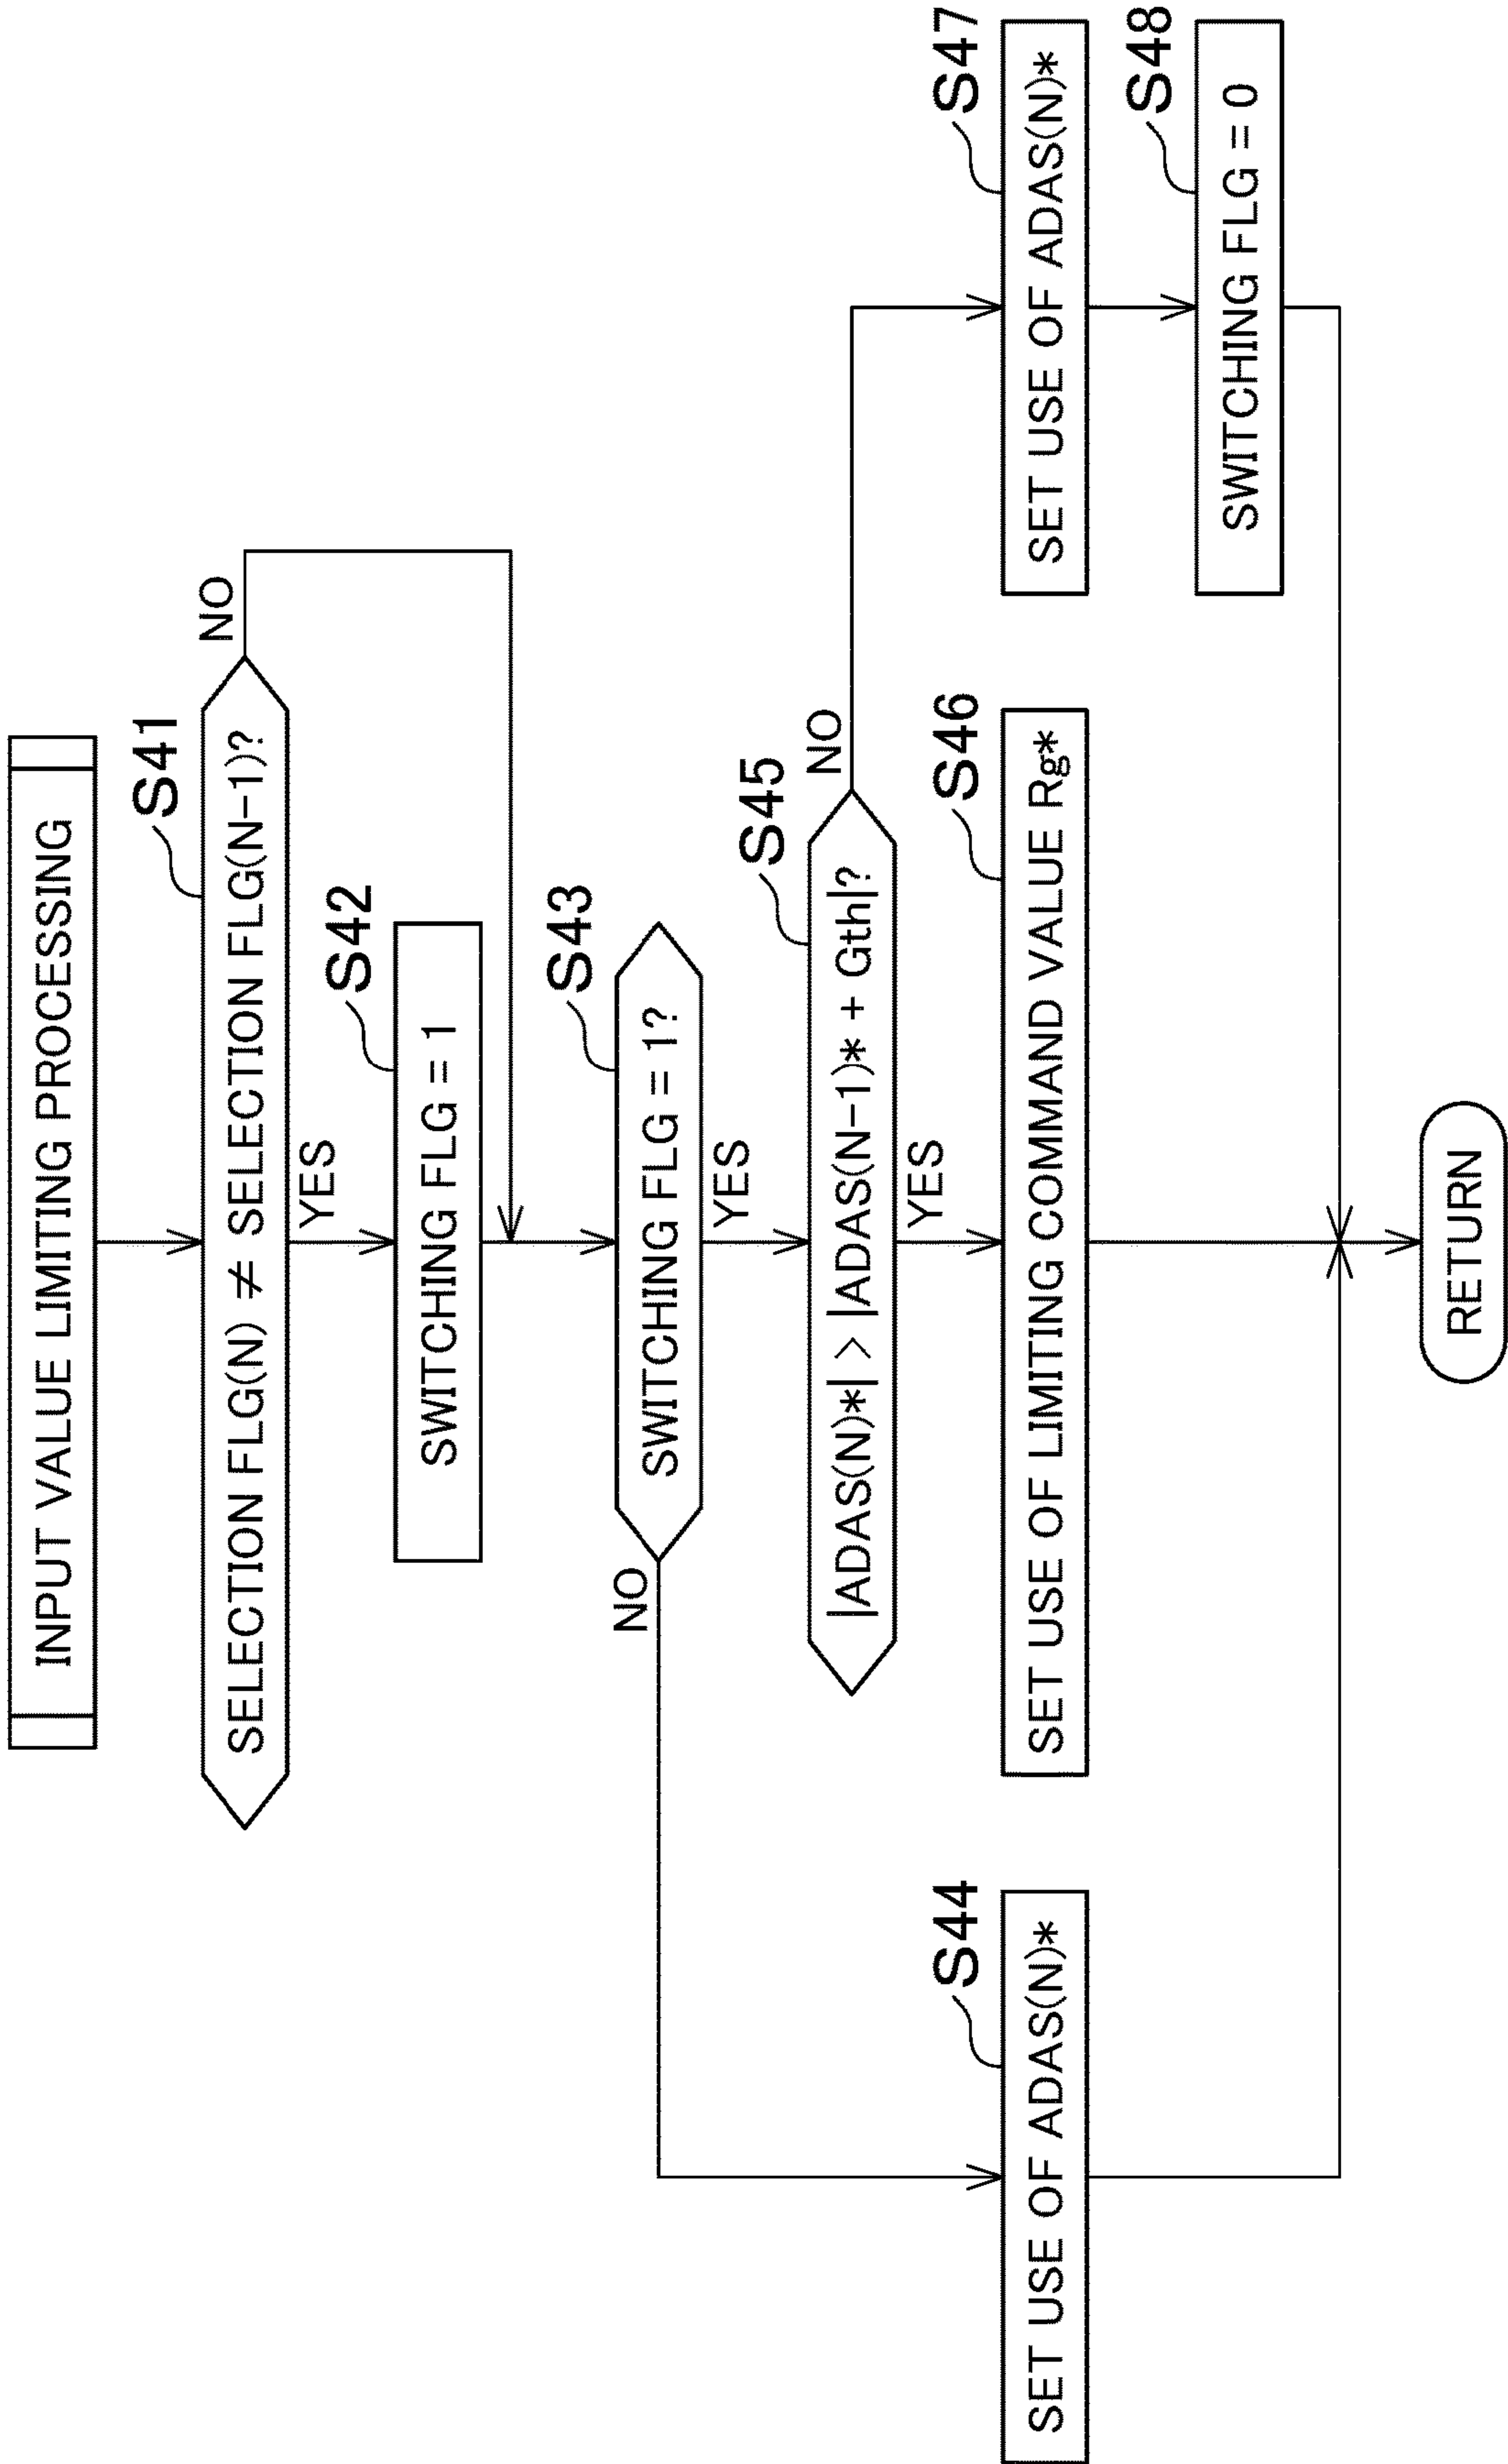 INPUT VALUE LIMITING PROCESSING
S41
SELECTION FLG(N) ≠ SELECTION FLG(N-1)?
NO
YES
S42
SWITCHING FLG = 1
S43
SWITCHING FLG = 1?
NO
YES
S45
|ADAS(N)*| > |ADAS(N-1)* + Gth|?
NO
YES
S44
SET USE OF ADAS(N)*
S46
SET USE OF LIMITING COMMAND VALUE Rg*
S47
SET USE OF ADAS(N)*
S48
SWITCHING FLG = 0
RETURN